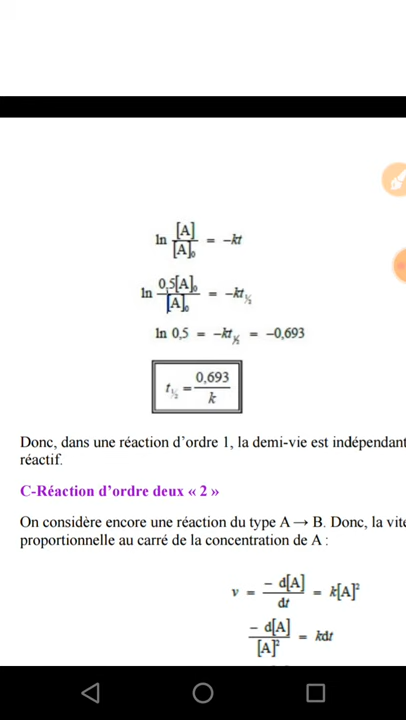 ln [A]/[A]₀ = –kt
ln 0,5[A]₀/[A]₀ = –kt½
ln 0,5 = –kt½ = –0,693
t½ = 0,693/k
Donc, dans une réaction d’ordre 1, la demi-vie est indépendant
réactif.
C-Réaction d’ordre deux « 2 »
On considère encore une réaction du type A → B. Donc, la vite
proportionnelle au carré de la concentration de A :
v = – d[A]/dt = k[A]²
– d[A]/[A]² = kdt